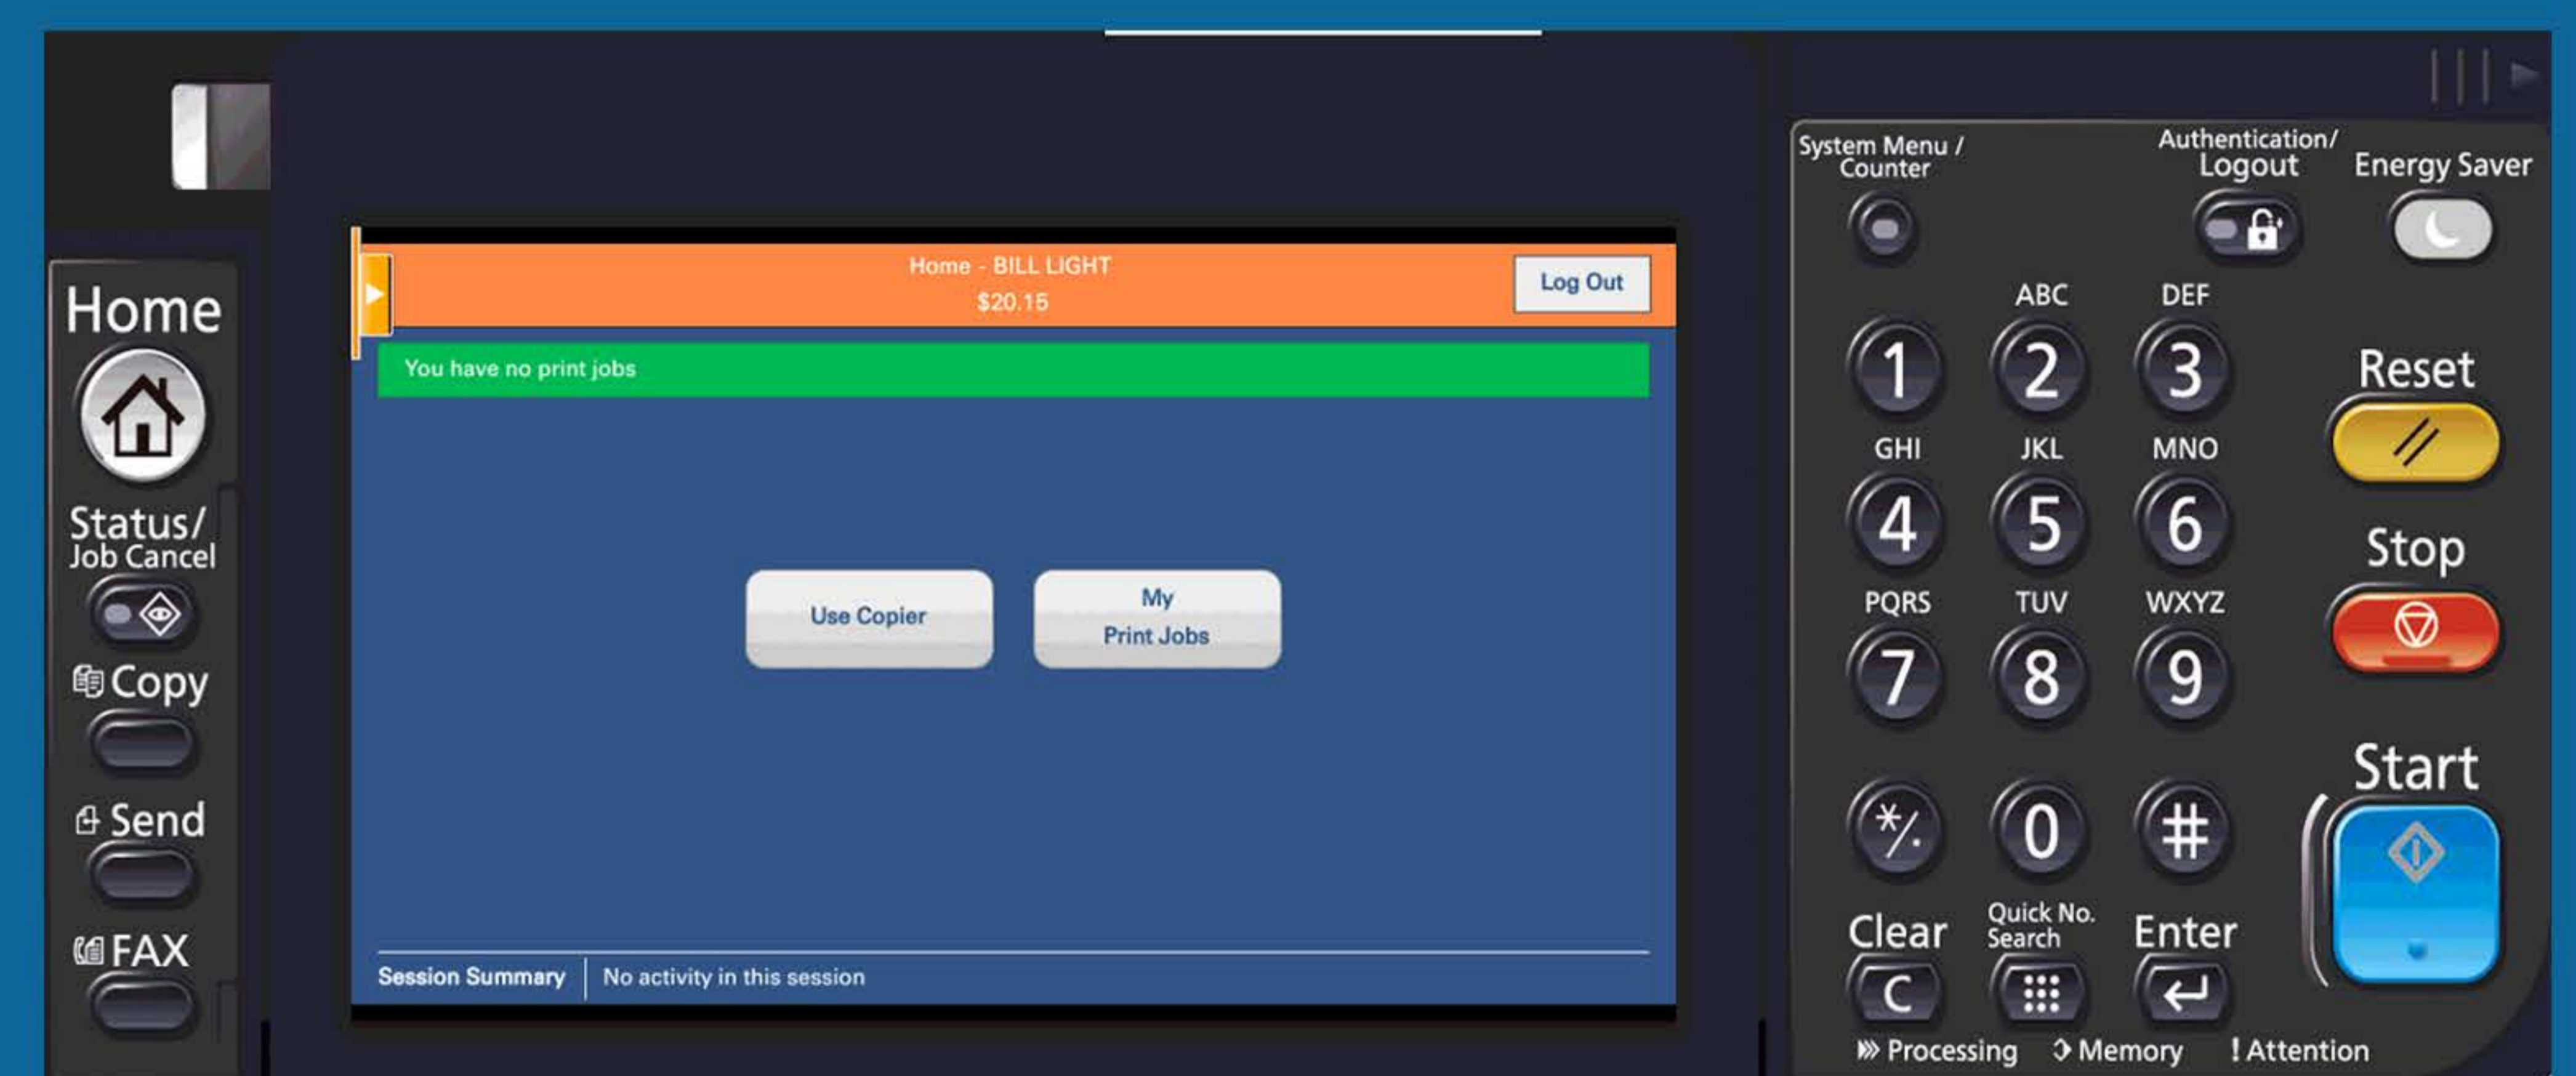 Home
Status/
Job Cancel
Copy
Send
FAX
Home - BILL LIGHT
$20.15
Log Out
You have no print jobs
Use Copier
My
Print Jobs
Session Summary
No activity in this session
System Menu /
Counter
Authentication/
Logout
Energy Saver
ABC
DEF
1
2
3
Reset
GHI
JKL
MNO
4
5
6
Stop
PQRS
TUV
WXYZ
7
8
9
*/.
0
#
Start
Clear
Quick No.
Search
Enter
C
Processing
Memory
! Attention